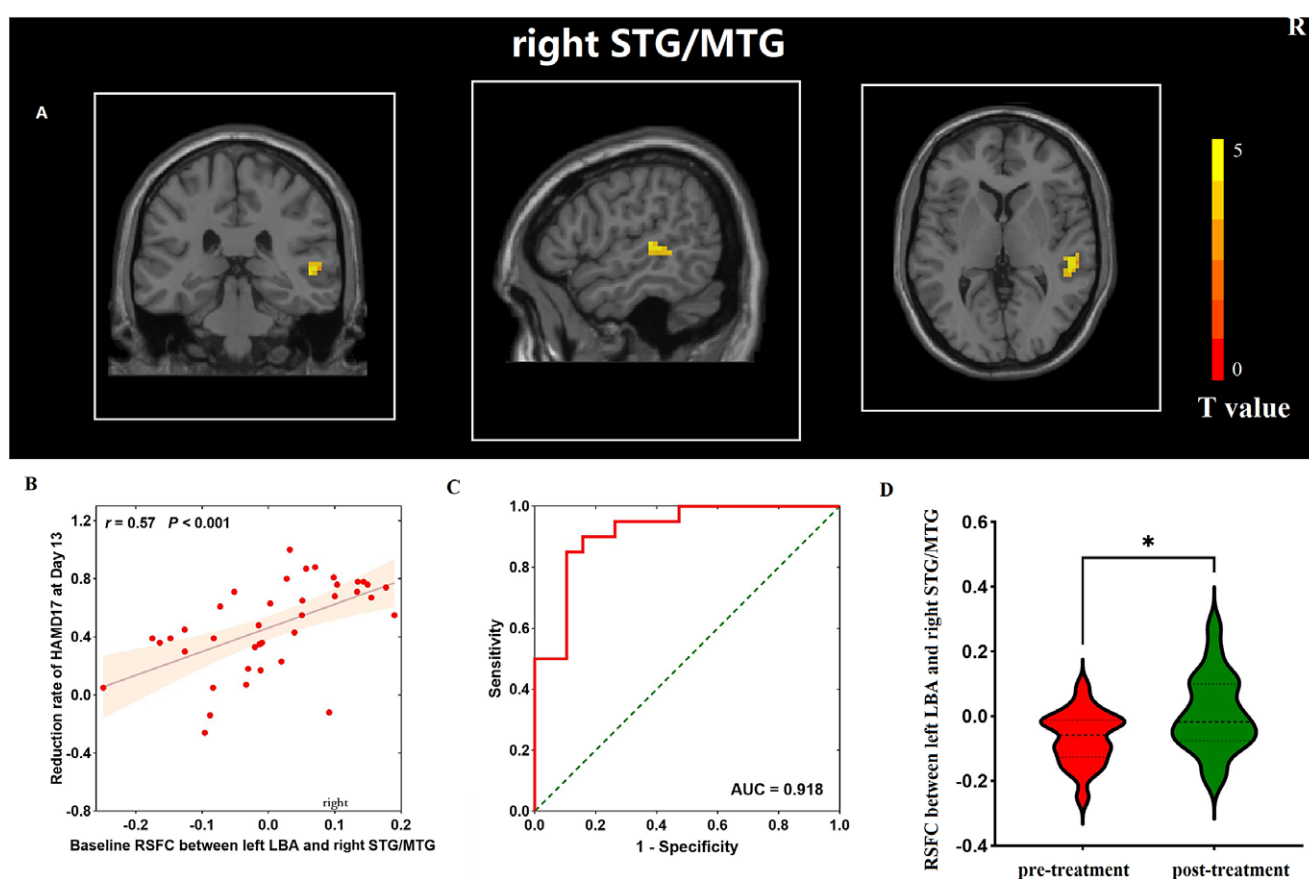 right STG/MTG
R
A
5
0
T value
B
r = 0.57 P < 0.001
Reduction rate of HAMD17 at Day 13
1.2
0.8
0.4
0.0
-0.4
-0.8
right
-0.2
-0.1
0.0
0.1
0.2
Baseline RSFC between left LBA and right STG/MTG
C
Sensitivity
1.0
0.8
0.6
0.4
0.2
0.0
AUC = 0.918
0.0
0.2
0.4
0.6
0.8
1.0
1 - Specificity
D
RSFC between left LBA and right STG/MTG
0.6
0.4
0.2
0.0
-0.2
-0.4
*
pre-treatment
post-treatment